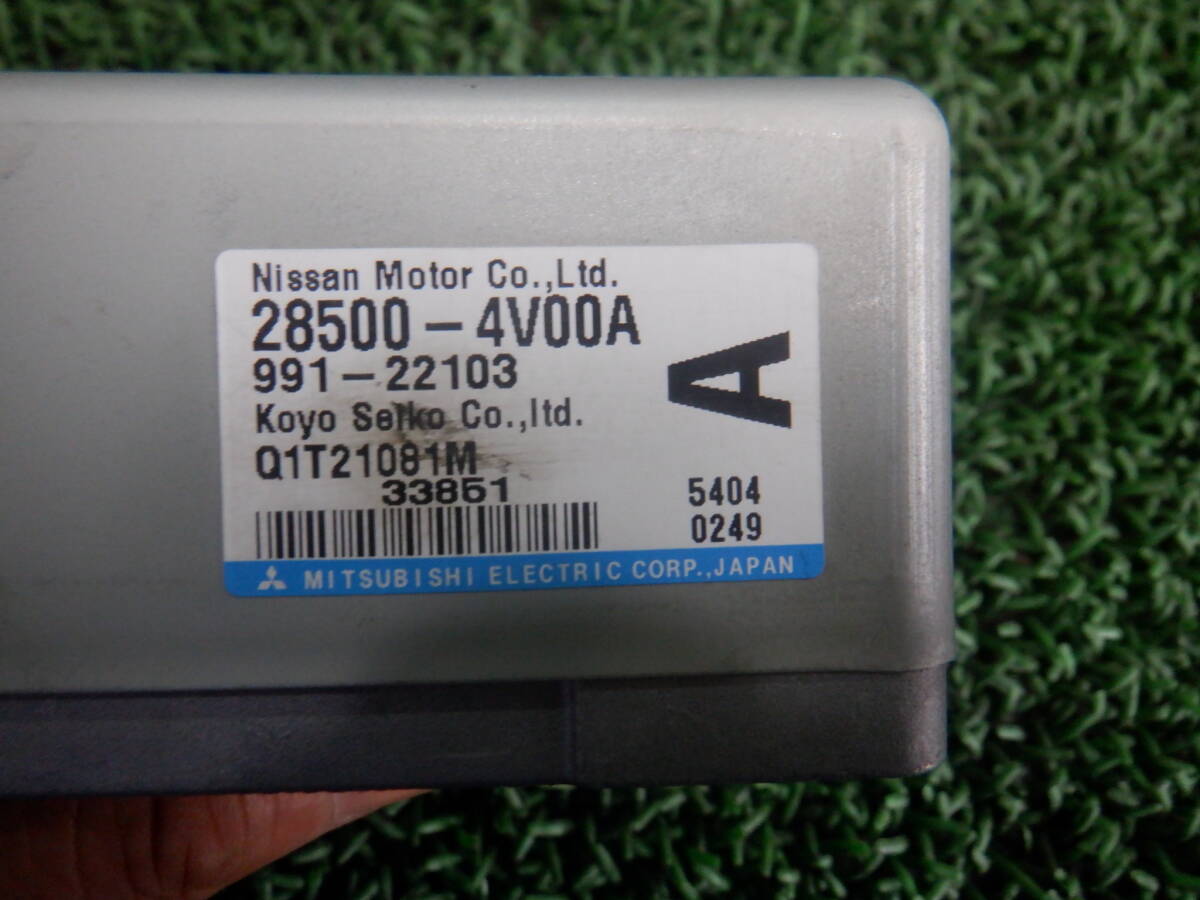 Nissan Motor Co.,Ltd.
28500-4V00A
991-22103
A
Koyo Seiko Co.,ltd.
Q1T21081M
33851
5404
0249
MITSUBISHI ELECTRIC CORP.,JAPAN